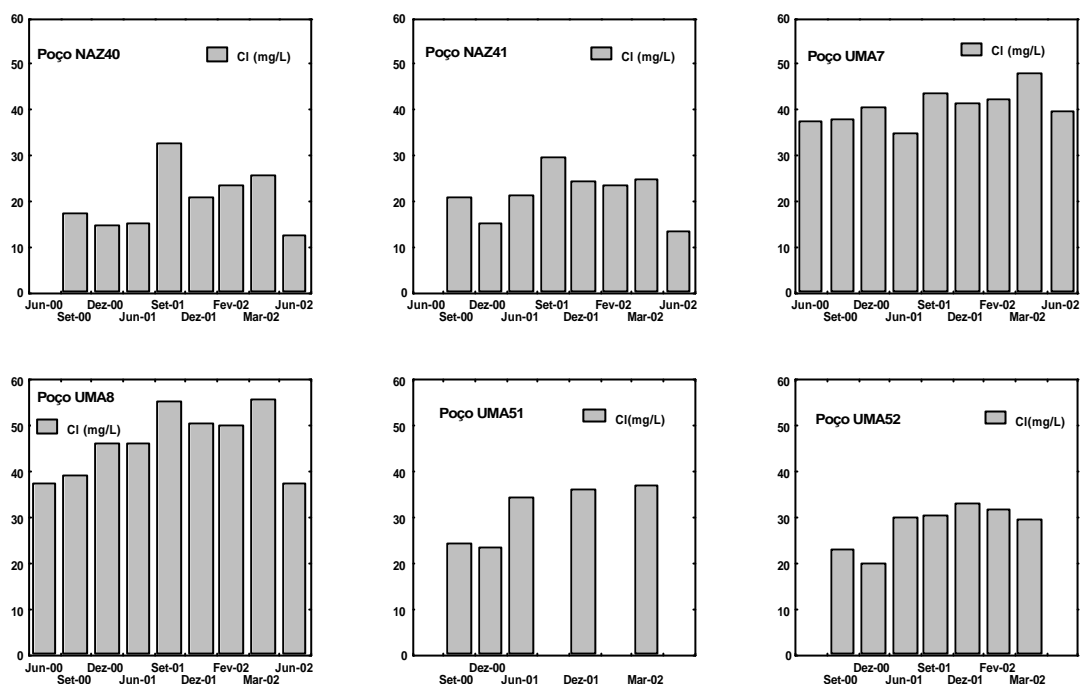 60
50
40
30
20
10
0
Poço NAZ40
Cl (mg/L)
Jun-00 Dez-00 Set-01 Fev-02 Jun-02
Set-00 Jun-01 Dez-01 Mar-02
60
50
40
30
20
10
0
Poço NAZ41
Cl (mg/L)
Jun-00 Dez-00 Set-01 Fev-02 Jun-02
Set-00 Jun-01 Dez-01 Mar-02
60
50
40
30
20
10
0
Poço UMA7
Cl (mg/L)
Jun-00 Dez-00 Set-01 Fev-02 Jun-02
Set-00 Jun-01 Dez-01 Mar-02
60
50
40
30
20
10
0
Poço UMA8
Cl (mg/L)
Jun-00 Dez-00 Set-01 Fev-02 Jun-02
Set-00 Jun-01 Dez-01 Mar-02
60
50
40
30
20
10
0
Poço UMA51
Cl(mg/L)
Dez-00
Set-00 Jun-01 Dez-01 Mar-02
60
50
40
30
20
10
0
Poço UMA52
Cl(mg/L)
Dez-00 Set-01 Fev-02
Set-00 Jun-01 Dez-01 Mar-02